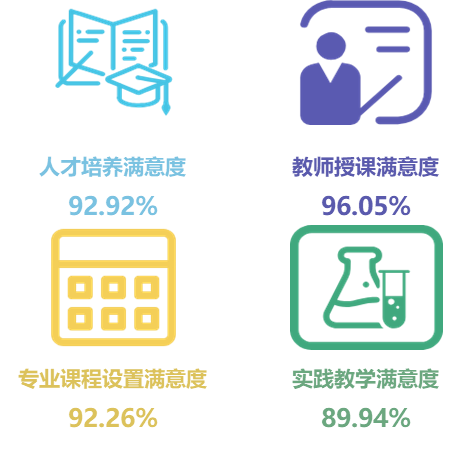 人才培养满意度
92.92%
教师授课满意度
96.05%
专业课程设置满意度
92.26%
实践教学满意度
89.94%